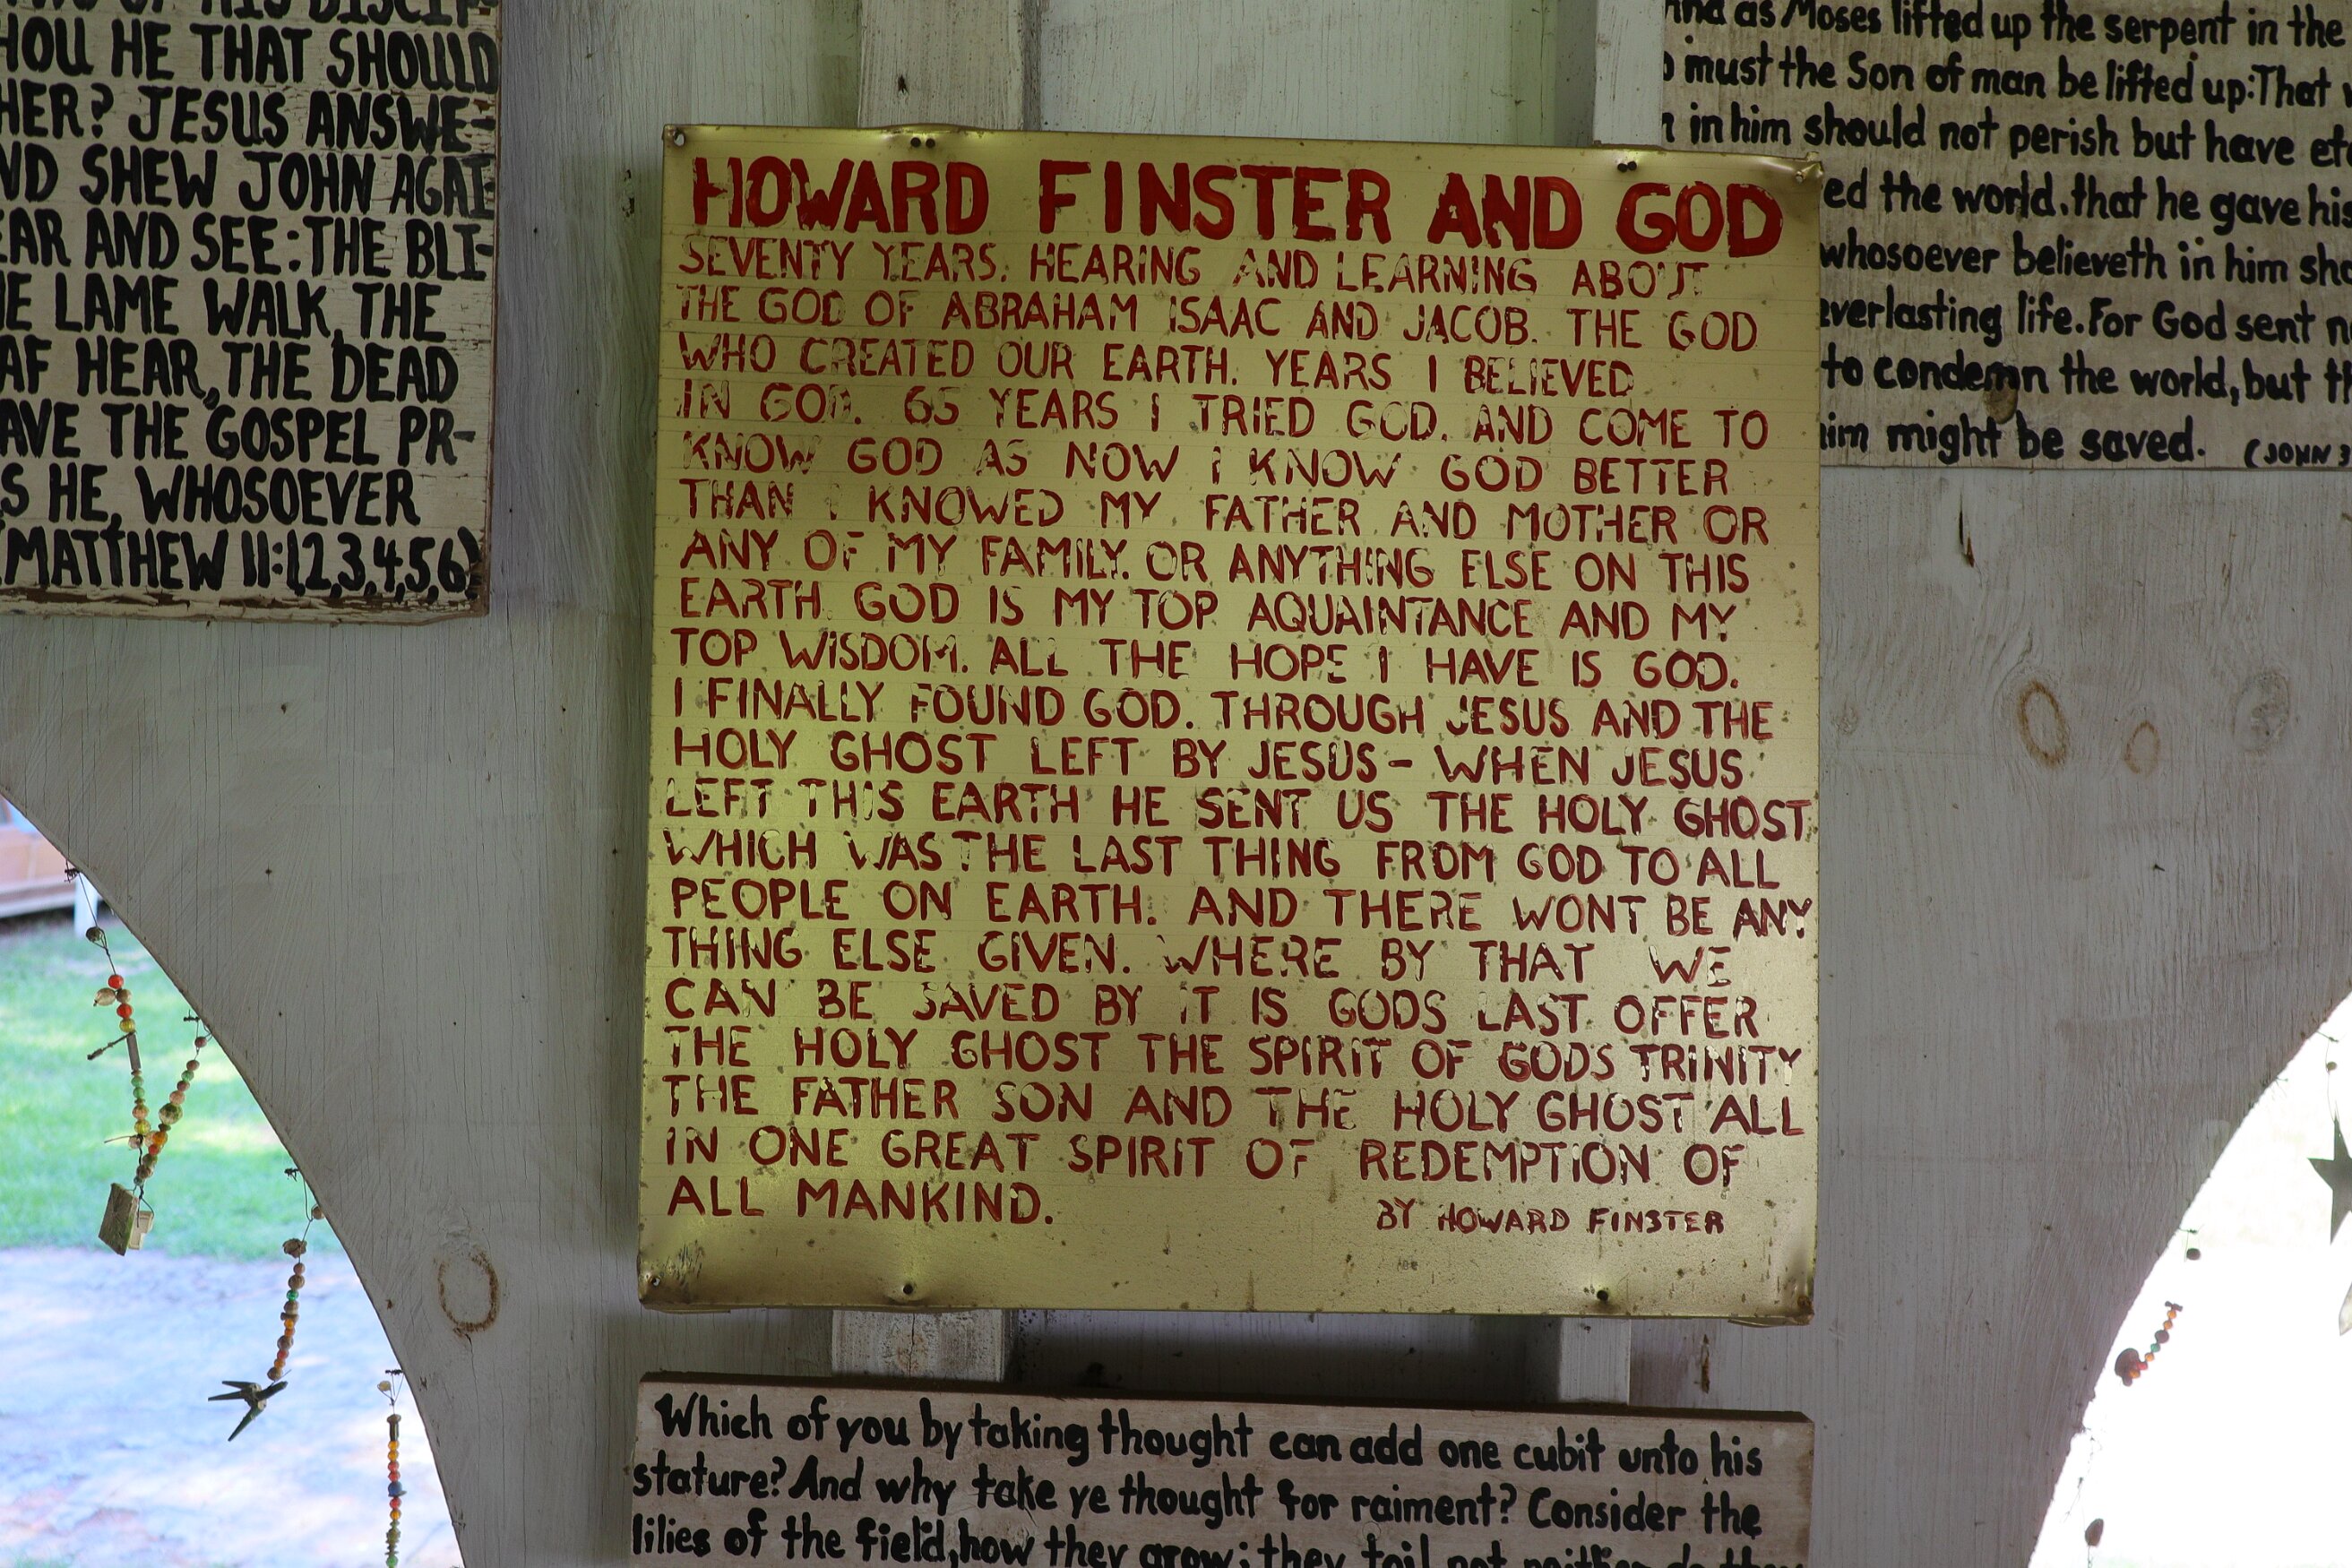 HIS DISCIP-
THOU HE THAT SHOULD
HER? JESUS ANSWE-
ND SHEW JOHN AGAI-
EAR AND SEE: THE BLI-
HE LAME WALK, THE
AF HEAR, THE DEAD
AVE THE GOSPEL PR-
S HE, WHOSOEVER
(MATTHEW 11:(2,3,4,5,6)
HOWARD FINSTER AND GOD
SEVENTY YEARS. HEARING AND LEARNING ABOUT
THE GOD OF ABRAHAM ISAAC AND JACOB. THE GOD
WHO CREATED OUR EARTH. YEARS I BELIEVED
IN GOD. 65 YEARS I TRIED GOD. AND COME TO
KNOW GOD AS NOW I KNOW GOD BETTER
THAN I KNOWED MY FATHER AND MOTHER OR
ANY OF MY FAMILY. OR ANYTHING ELSE ON THIS
EARTH. GOD IS MY TOP AQUAINTANCE AND MY
TOP WISDOM. ALL THE HOPE I HAVE IS GOD.
I FINALLY FOUND GOD. THROUGH JESUS AND THE
HOLY GHOST LEFT BY JESUS - WHEN JESUS
LEFT THIS EARTH HE SENT US THE HOLY GHOST
WHICH WAS THE LAST THING FROM GOD TO ALL
PEOPLE ON EARTH. AND THERE WONT BE ANY
THING ELSE GIVEN. WHERE BY THAT WE
CAN BE SAVED BY IT IS GODS LAST OFFER
THE HOLY GHOST THE SPIRIT OF GODS TRINITY
THE FATHER SON AND THE HOLY GHOST ALL
IN ONE GREAT SPIRIT OF REDEMPTION OF
ALL MANKIND.
BY HOWARD FINSTER
And as Moses lifted up the serpent in the
must the Son of man be lifted up: That
in him should not perish but have ete
ed the world, that he gave his
whosoever believeth in him sho
everlasting life. For God sent n
to condemn the world, but th
him might be saved. (JOHN 3
Which of you by taking thought can add one cubit unto his
stature? And why take ye thought for raiment? Consider the
lilies of the field, how they grow; they toil not neither do they